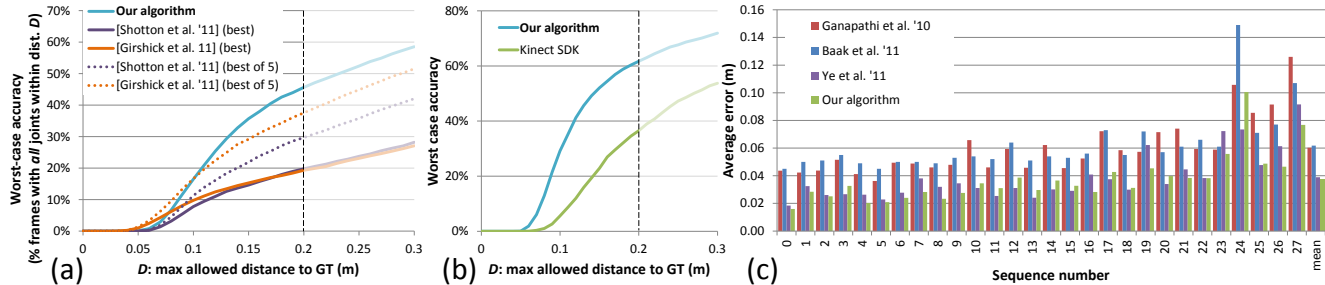 Worst-case accuracy
(% frames with all joints within dist. D)
70%
60%
50%
40%
30%
20%
10%
0%
Our algorithm
[Shotton et al. '11] (best)
[Girshick et al. 11] (best)
[Shotton et al. '11] (best of 5)
[Girshick et al. '11] (best of 5)
0
0.05
0.1
0.15
0.2
0.25
0.3
(a)
D: max allowed distance to GT (m)
Worst case accuracy
80%
60%
40%
20%
0%
Our algorithm
Kinect SDK
0
0.1
0.2
0.3
(b)
D: max allowed distance to GT (m)
Average error (m)
0.16
0.14
0.12
0.10
0.08
0.06
0.04
0.02
0.00
Ganapathi et al. '10
Baak et al. '11
Ye et al. '11
Our algorithm
0
1
2
3
4
5
6
7
8
9
10
11
12
13
14
15
16
17
18
19
20
21
22
23
24
25
26
27
mean
(c)
Sequence number